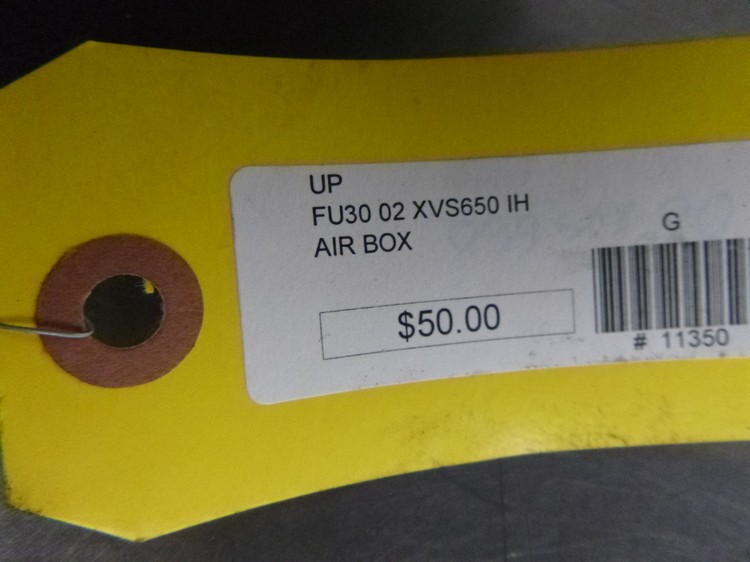 UP
FU30 02 XVS650 IH
AIR BOX
G
$50.00
# 11350